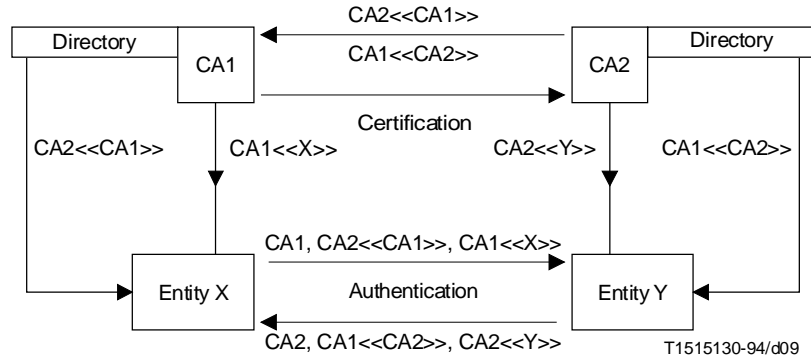 CA2<<CA1>>
Directory
CA1
CA1<<CA2>>
CA2
Directory
Certification
CA2<<CA1>>
CA1<<X>>
CA2<<Y>>
CA1<<CA2>>
CA1, CA2<<CA1>>, CA1<<X>>
Entity X
Authentication
Entity Y
CA2, CA1<<CA2>>, CA2<<Y>>
T1515130-94/d09